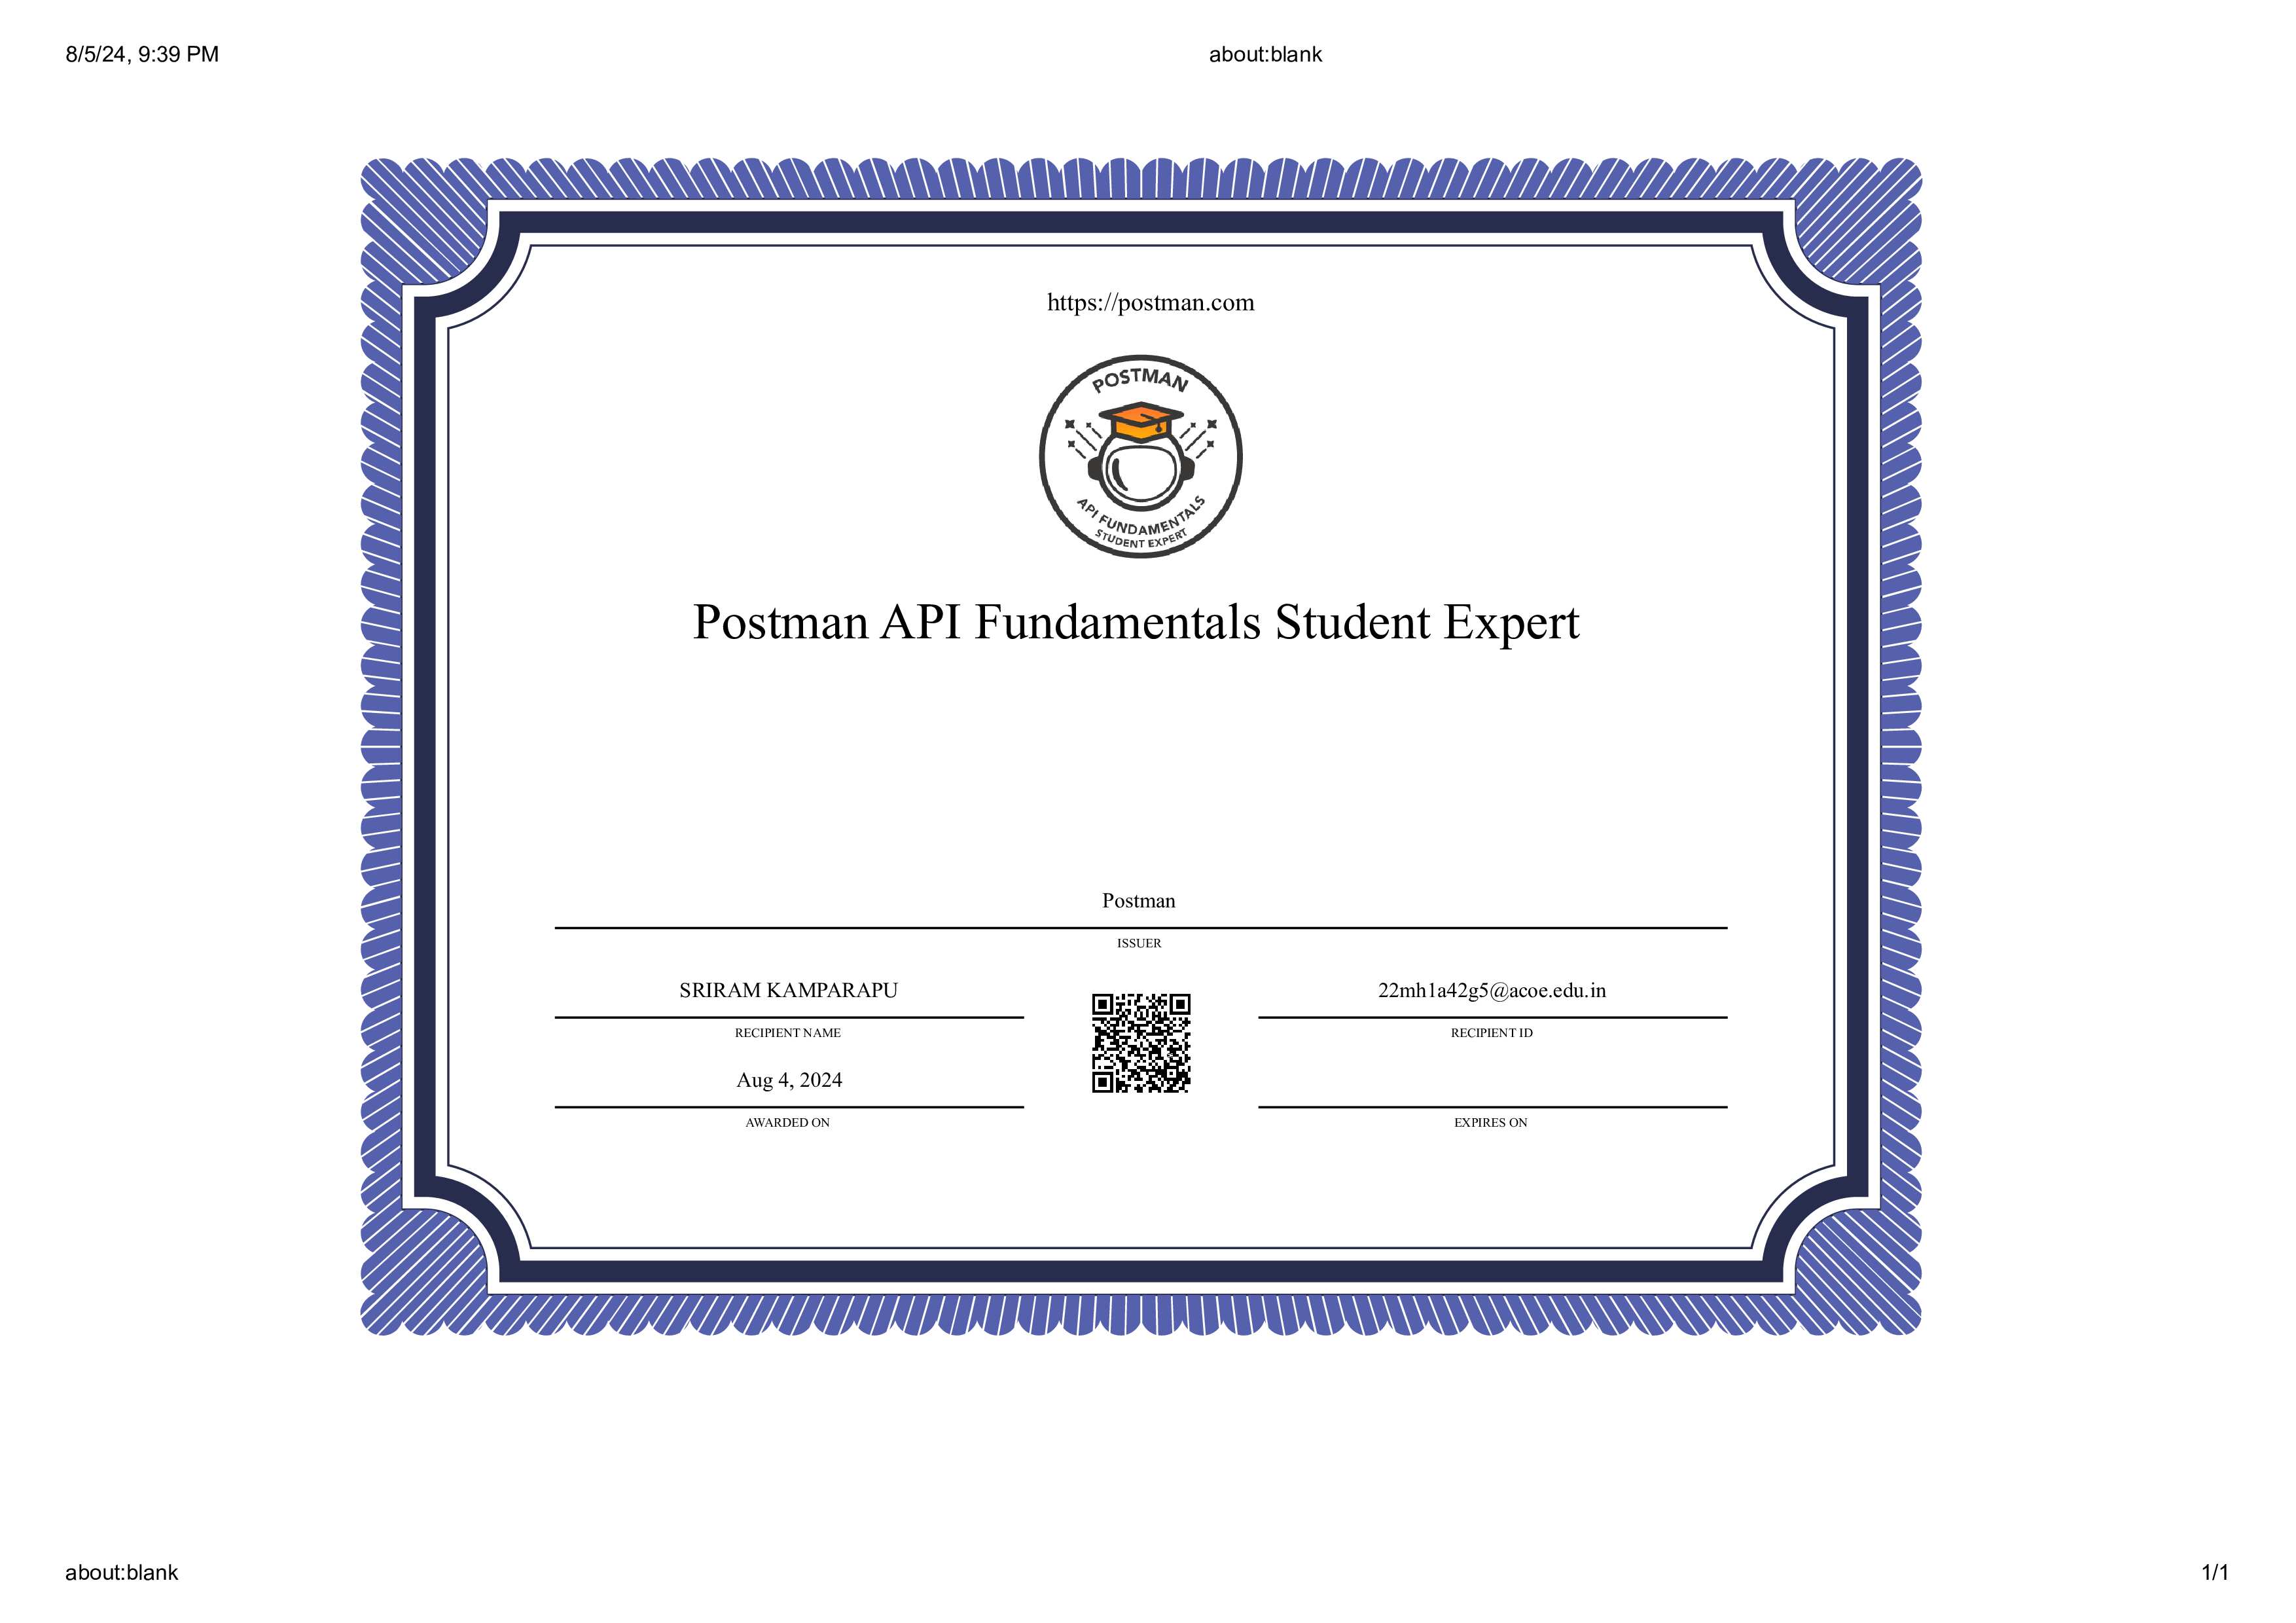 8/5/24, 9:39 PM about:blank
https://postman.com
POSTMAN
API FUNDAMENTALS
STUDENT EXPERT
Postman API Fundamentals Student Expert
Postman
ISSUER
SRIRAM KAMPARAPU 22mh1a42g5@acoe.edu.in
RECIPIENT NAME RECIPIENT ID
Aug 4, 2024
AWARDED ON EXPIRES ON
about:blank 1/1